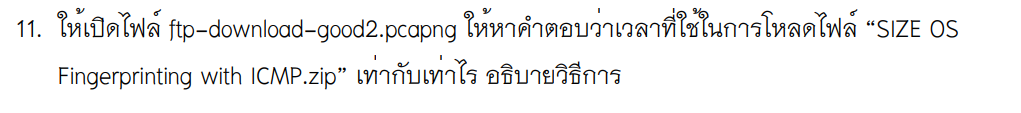 11. ให้เปิดไฟล์ ftp-download-good2.pcapng ให้หาคำตอบว่าเวลาที่ใช้ในการโหลดไฟล์ “SIZE OS
Fingerprinting with ICMP.zip” เท่ากับเท่าไร อธิบายวิธีการ